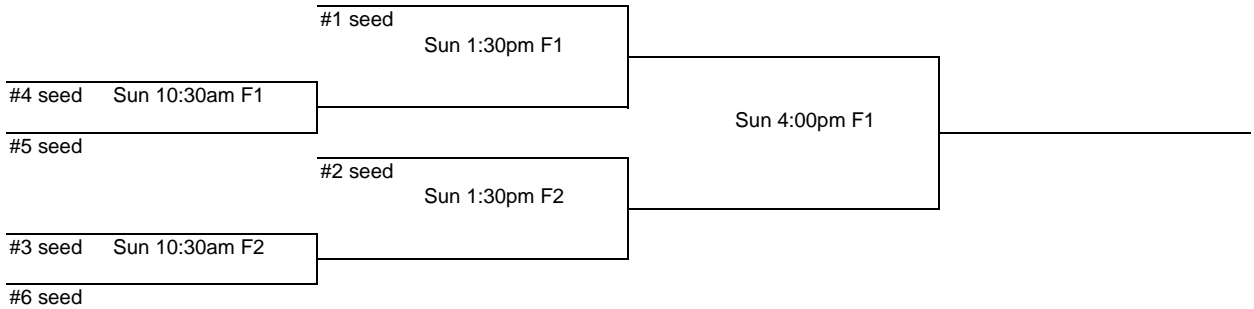 #1 seed
Sun 1:30pm F1
#4 seed Sun 10:30am F1
Sun 4:00pm F1
#5 seed
#2 seed
Sun 1:30pm F2
#3 seed Sun 10:30am F2
#6 seed